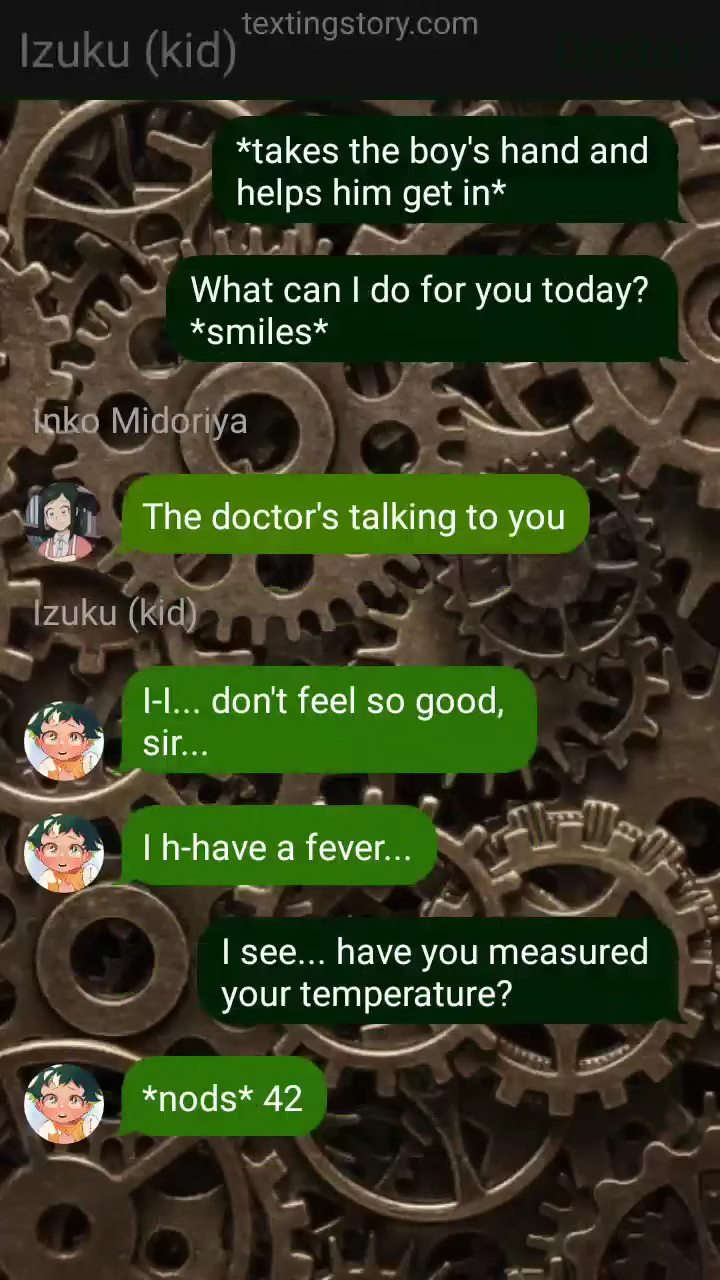 textingstory.com
Izuku (kid)
Doctor
*takes the boy's hand and
helps him get in*
What can I do for you today?
*smiles*
Inko Midoriya
The doctor's talking to you
Izuku (kid)
I-I... don't feel so good,
sir...
I h-have a fever...
I see... have you measured
your temperature?
*nods* 42